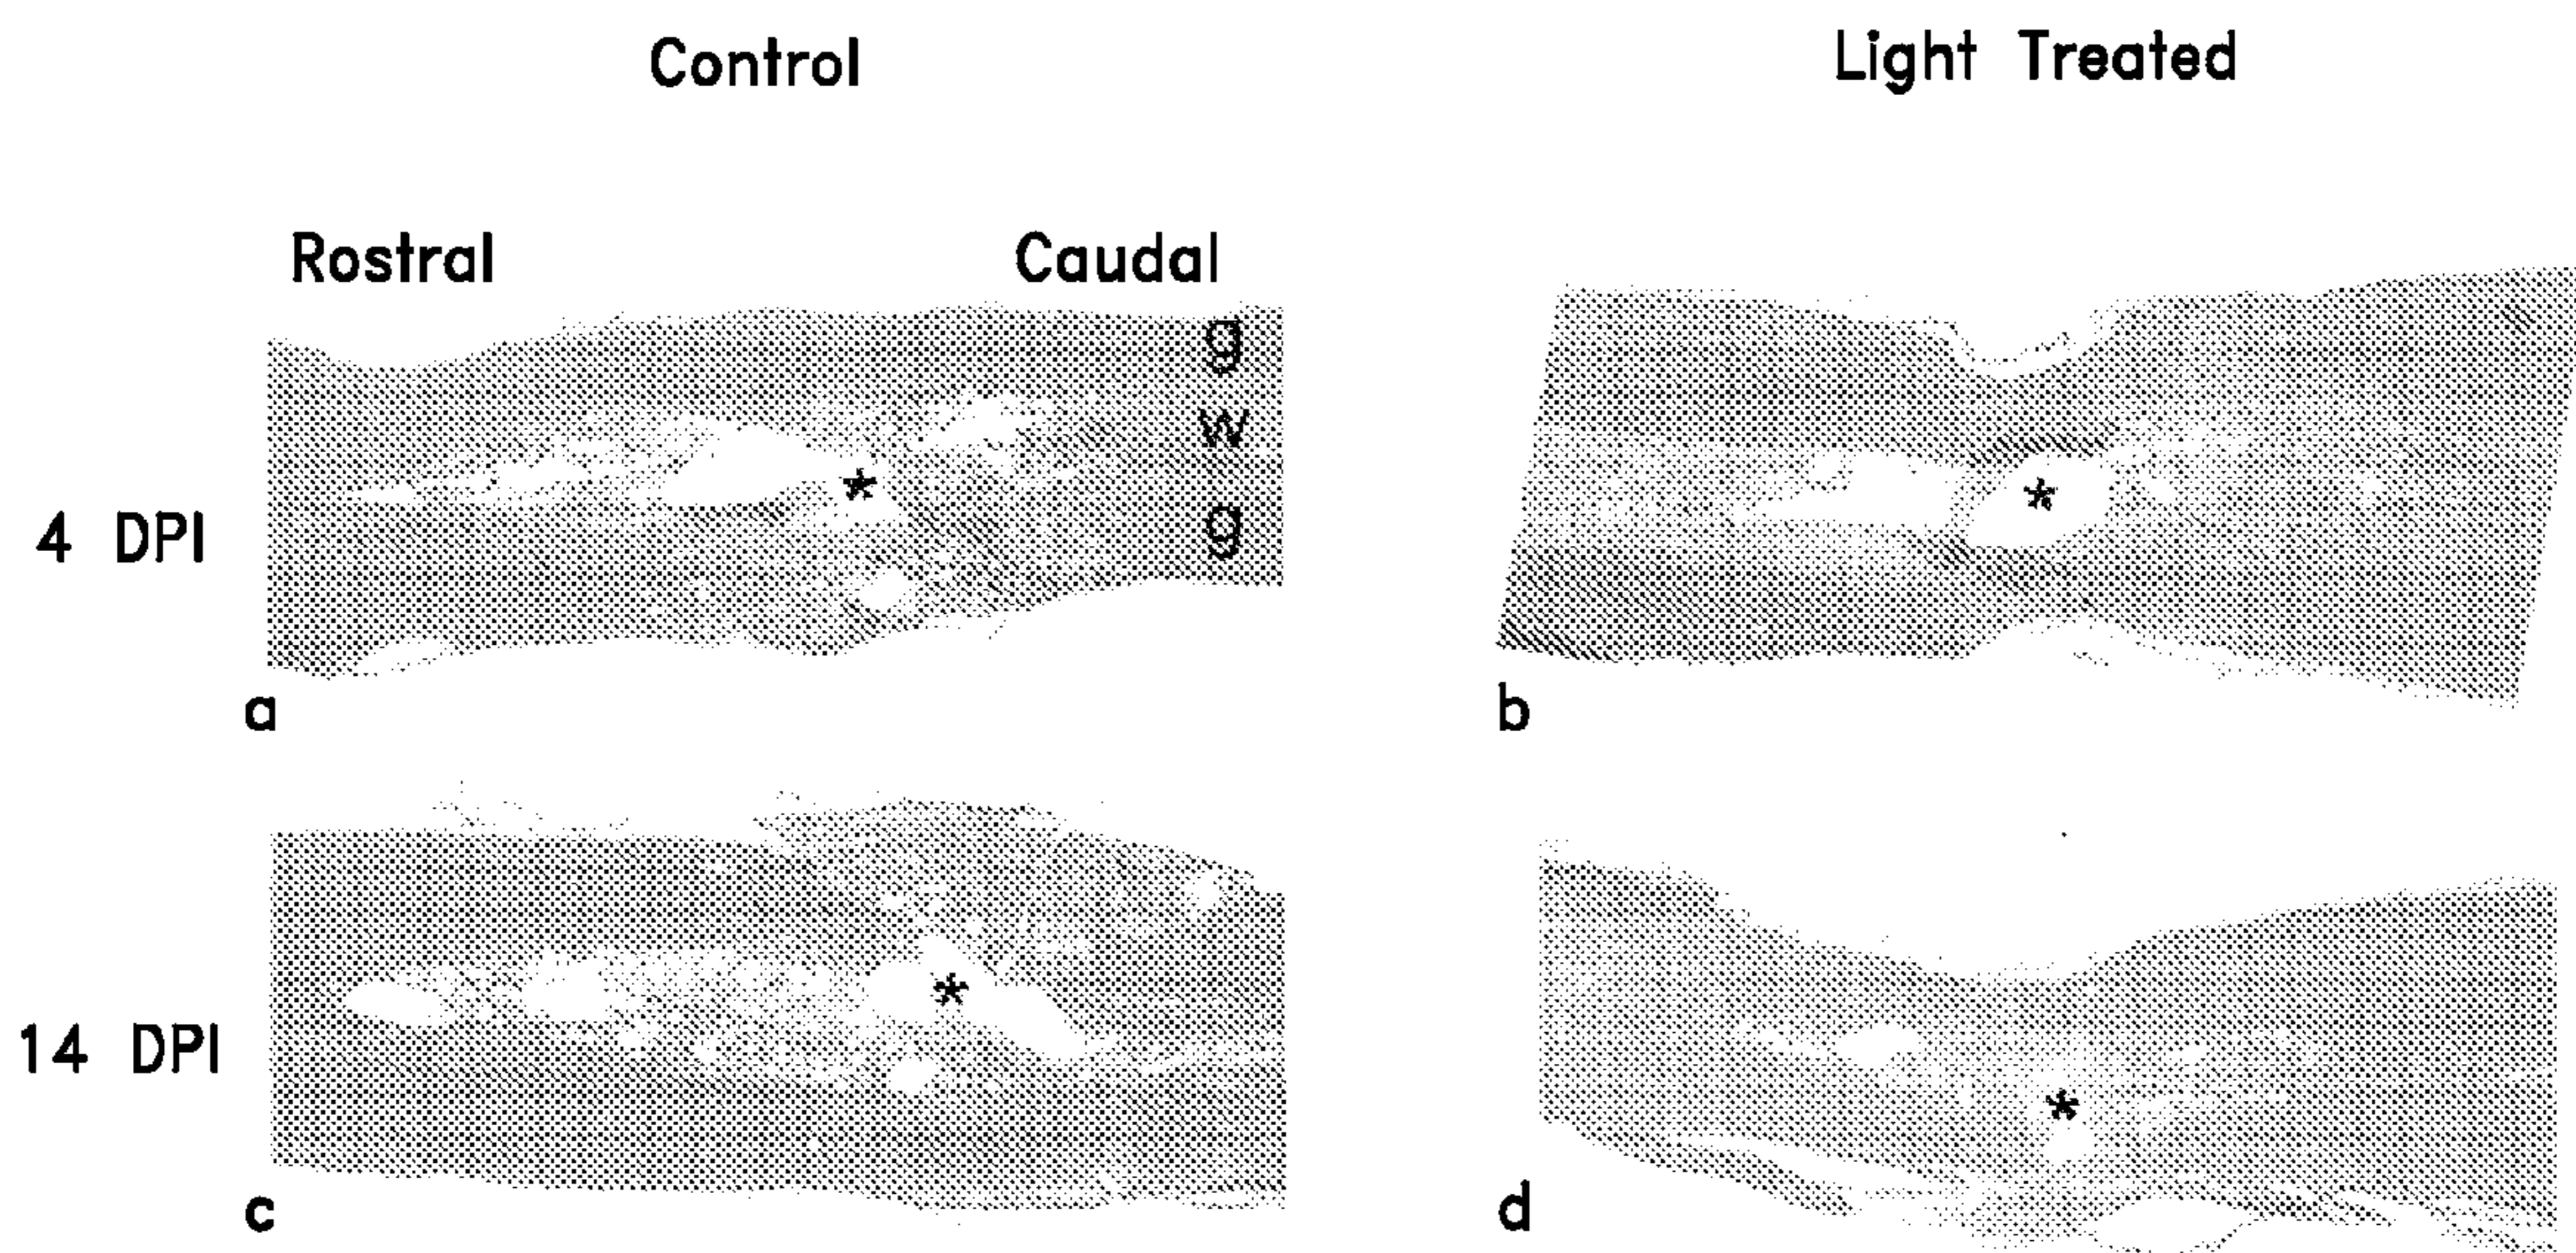 Control Light Treated
Rostral Caudal
4 DPI
g
w
g
*
*
a b
14 DPI
*
*
c d